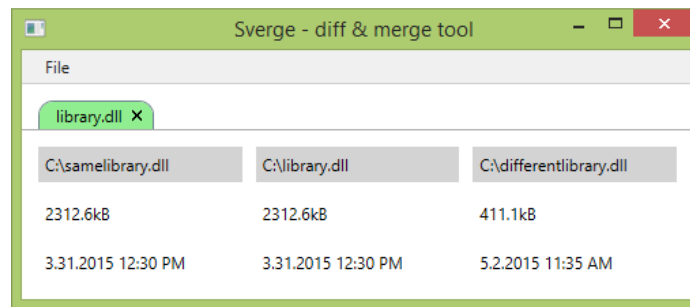 Sverge - diff & merge tool
File
library.dll
C:\samelibrary.dll C:\library.dll C:\differentlibrary.dll
2312.6kB 2312.6kB 411.1kB
3.31.2015 12:30 PM 3.31.2015 12:30 PM 5.2.2015 11:35 AM